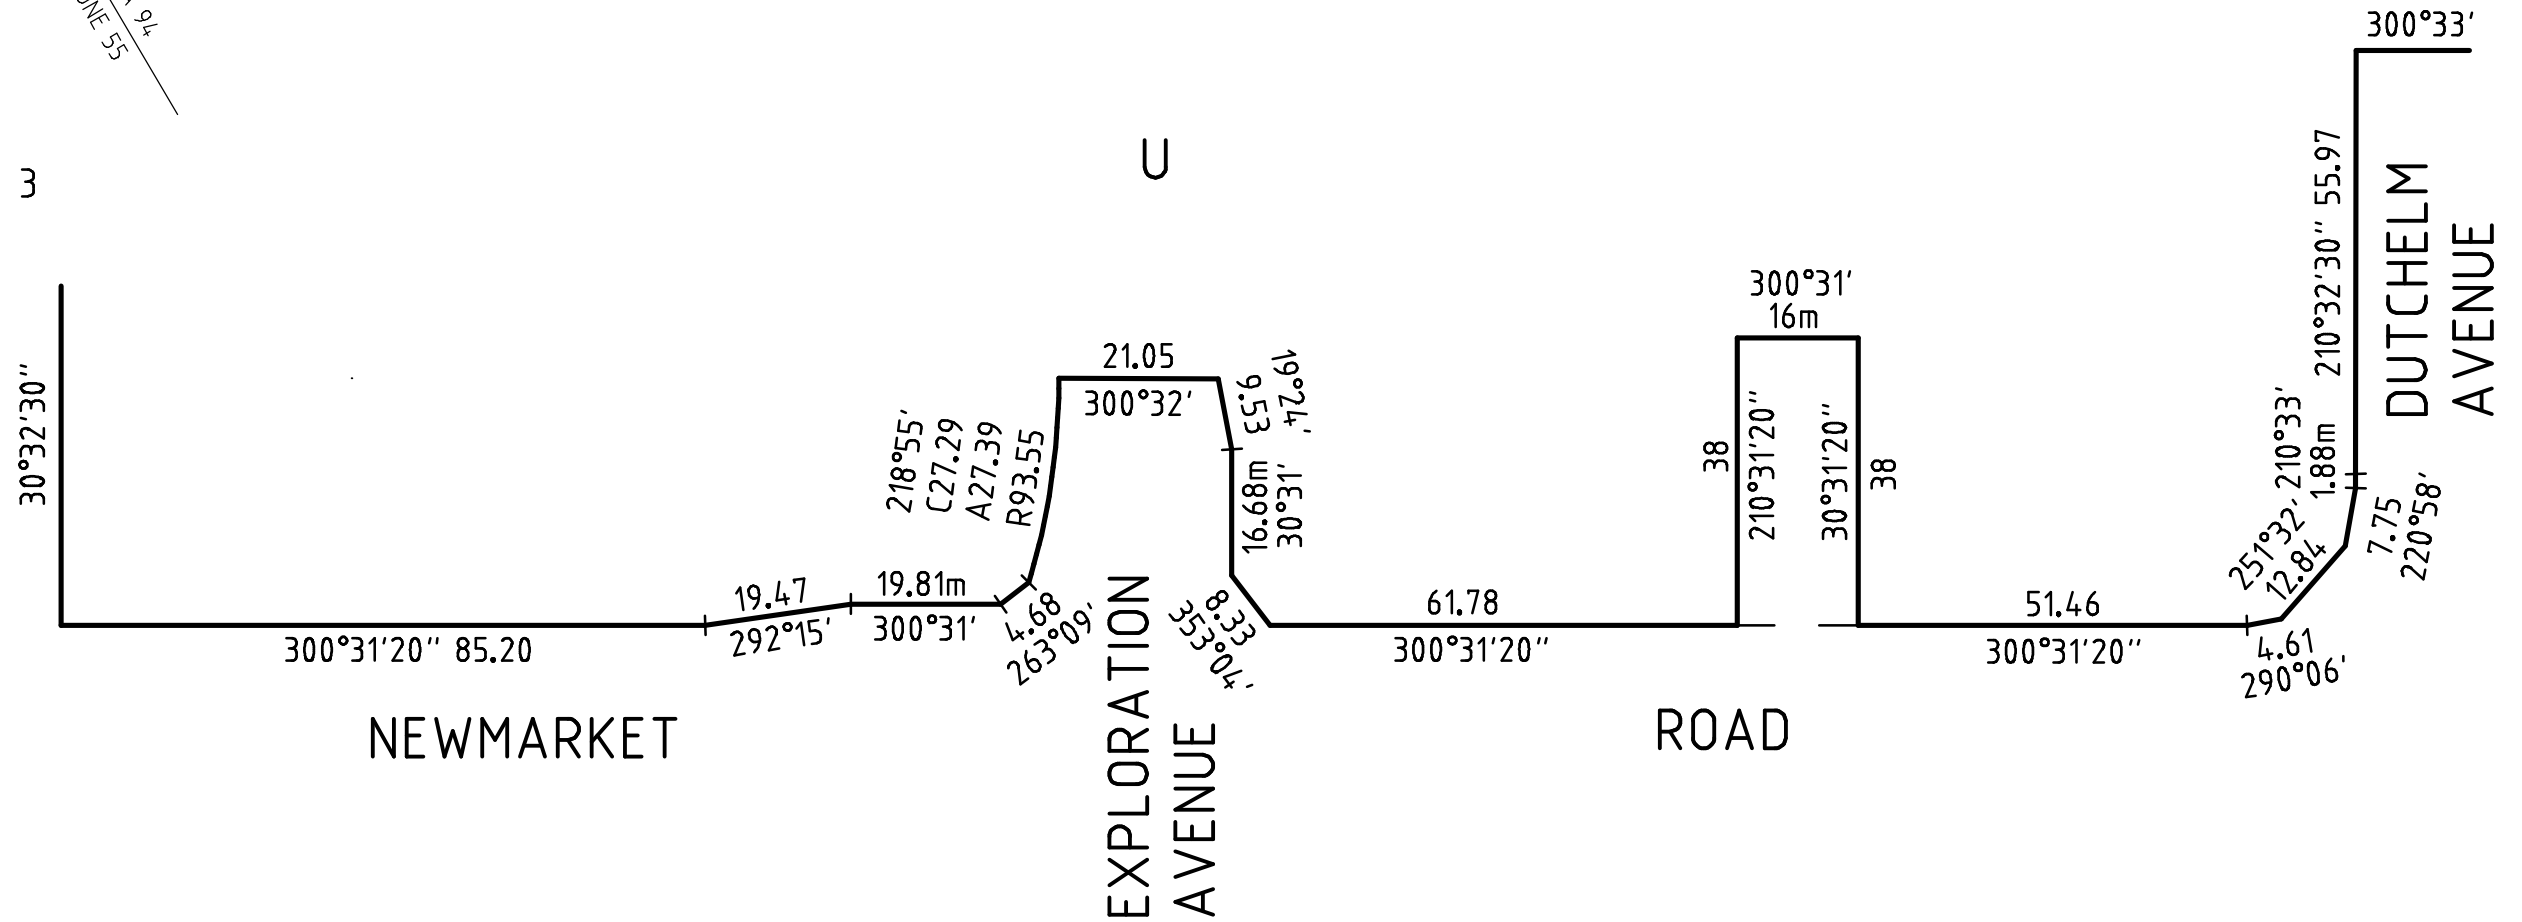 94
55
300°33'
3
U
30°32'30"
300°31'20" 85.20
19.47
292°15'
19.81m
300°31'
4.68
263°09'
218°55'
C27.29
A27.39
R93.55
21.05
300°32'
19°24'
9.53
16.68m
30°31'
8.33
353°04'
61.78
300°31'20"
300°31'
16m
38
210°31'20"
30°31'20"
38
51.46
300°31'20"
4.61
290°06'
251°32'
12.84
210°33'
1.88m
7.75
220°58'
210°32'30" 55.97
DUTCHELM
AVENUE
NEWMARKET
EXPLORATION
AVENUE
ROAD